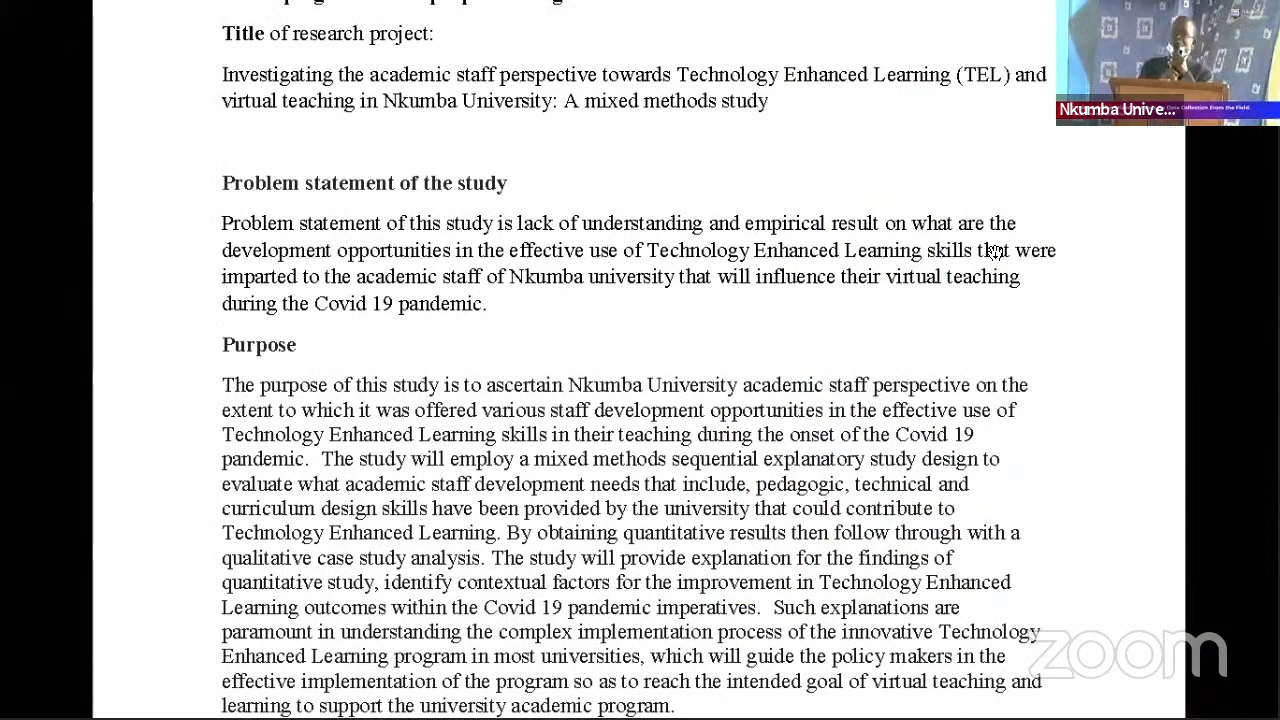 Title of research project:
Investigating the academic staff perspective towards Technology Enhanced Learning (TEL) and
virtual teaching in Nkumba University: A mixed methods study
Problem statement of the study
Problem statement of this study is lack of understanding and empirical result on what are the
development opportunities in the effective use of Technology Enhanced Learning skills that were
imparted to the academic staff of Nkumba university that will influence their virtual teaching
during the Covid 19 pandemic.
Purpose
The purpose of this study is to ascertain Nkumba University academic staff perspective on the
extent to which it was offered various staff development opportunities in the effective use of
Technology Enhanced Learning skills in their teaching during the onset of the Covid 19
pandemic.  The study will employ a mixed methods sequential explanatory study design to
evaluate what academic staff development needs that include, pedagogic, technical and
curriculum design skills have been provided by the university that could contribute to
Technology Enhanced Learning. By obtaining quantitative results then follow through with a
qualitative case study analysis. The study will provide explanation for the findings of
quantitative study, identify contextual factors for the improvement in Technology Enhanced
Learning outcomes within the Covid 19 pandemic imperatives.  Such explanations are
paramount in understanding the complex implementation process of the innovative Technology
Enhanced Learning program in most universities, which will guide the policy makers in the
effective implementation of the program so as to reach the intended goal of virtual teaching and
learning to support the university academic program.
Nkumba Unive...
Data Collection From the Field.
zoom